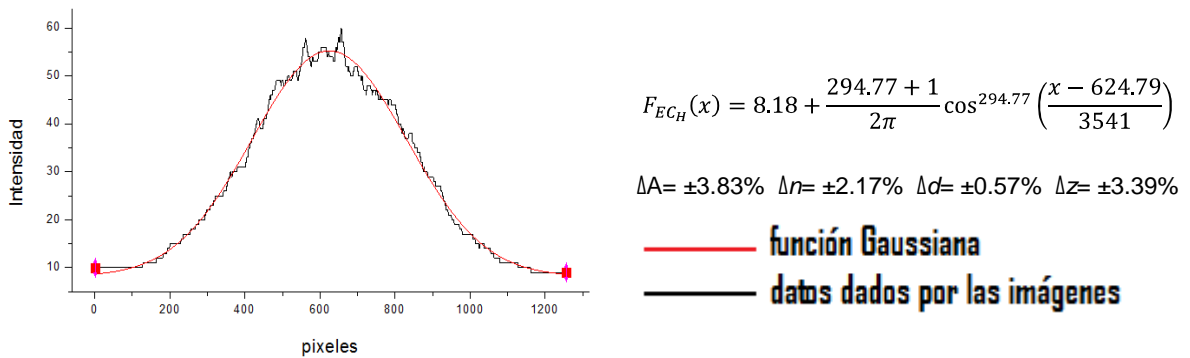 60
50
40
30
20
10
Intensidad
0 200 400 600 800 1000 1200
pixeles
F_{EC_H}(x) = 8.18 + \frac{294.77 + 1}{2π} cos^{294.77} (\frac{x − 624.79}{3541})
ΔA= ±3.83% Δn= ±2.17% Δd= ±0.57% Δz= ±3.39%
función Gaussiana
datos dados por las imágenes